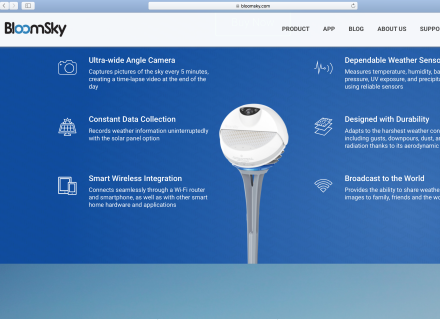 bloomsky.com
BloomSky
PRODUCT APP BLOG ABOUT US SUPPO
Ultra-wide Angle Camera
Captures pictures of the sky every 5 minutes,
creating a time-lapse video at the end of the
day
Dependable Weather Senso
Measures temperature, humidity, ba
pressure, UV exposure, and precipita
using reliable sensors
Constant Data Collection
Records weather information uninterruptedly
with the solar panel option
Designed with Durability
Adapts to the harshest weather con
including gusts, downpours, dust, a
radiation thanks to its aerodynamic
Smart Wireless Integration
Connects seamlessly through a Wi-Fi router
and smartphone, as well as with other smart
home hardware and applications
Broadcast to the World
Provides the ability to share weathe
images to family, friends and the wo